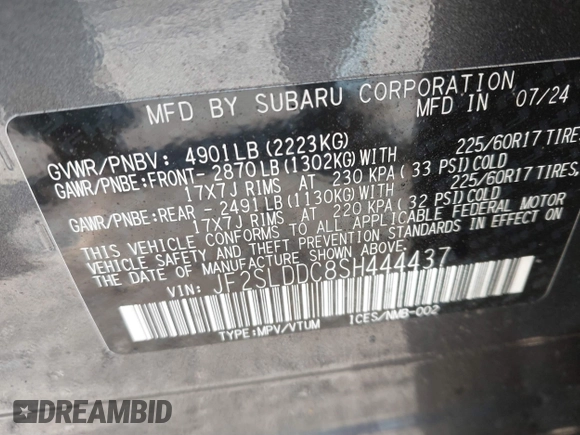 MFD BY SUBARU CORPORATION
MFD IN 07/24
GVWR/PNBV: 4901LB(2223KG)
GAWR/PNBE:FRONT- 2870LB(1302KG)WITH 225/60R17 TIRES,
17X7J RIMS AT 230 KPA(33 PSI)COLD
GAWR/PNBE:REAR - 2491LB(1130KG)WITH 225/60R17 TIRES,
17X7J RIMS AT 220 KPA(32 PSI)COLD
THIS VEHICLE CONFORMS TO ALL APPLICABLE FEDERAL MOTOR
VEHICLE SAFETY AND THEFT PREVENTION STANDARDS IN EFFECT ON
THE DATE OF MANUFACTURE SHOWN ABOVE.
VIN: JF2SLDDC8SH444437
TYPE:MPV/VTUM ICES/NMB-002
DREAMBID